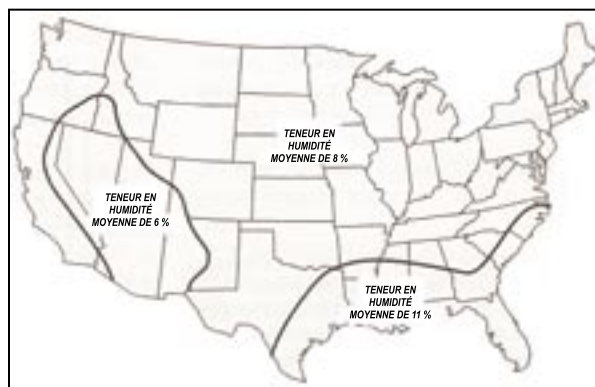 TENEUR EN
HUMIDITÉ
MOYENNE DE 8 %
TENEUR EN
HUMIDITÉ
MOYENNE DE 6 %
TENEUR EN
HUMIDITÉ
MOYENNE DE 11 %